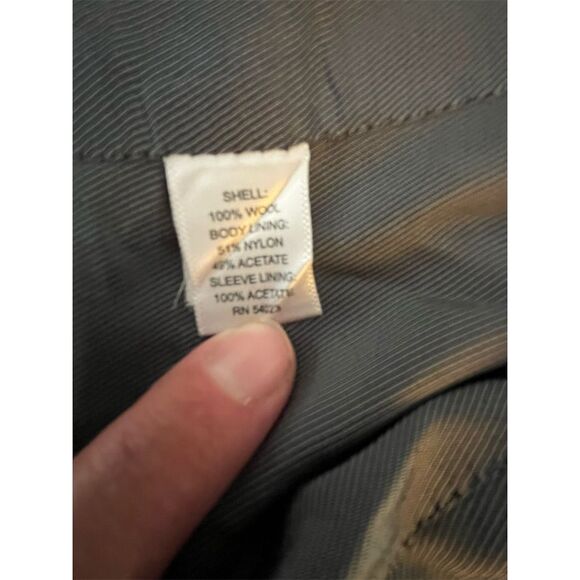 SHELL:
100% WOOL
BODY LINING:
51% NYLON
49% ACETATE
SLEEVE LINING:
100% ACETATE
RN